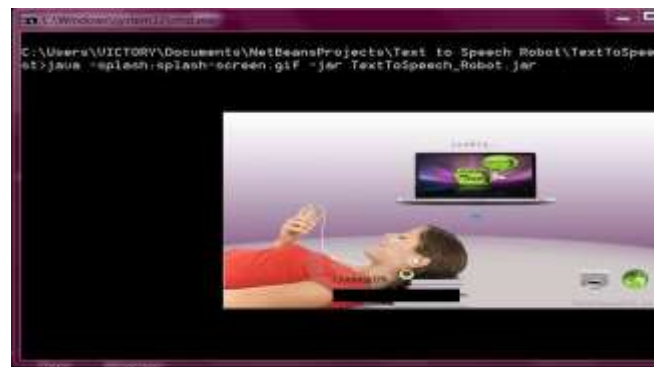 C:\Windows\system32\cmd.exe
C:\Users\VICTORY\Documents\NetBeansProjects\Text to Speech Robot\TextToSpee
st>java -splash:splash-screen.gif -jar TextToSpeech_Robot.jar